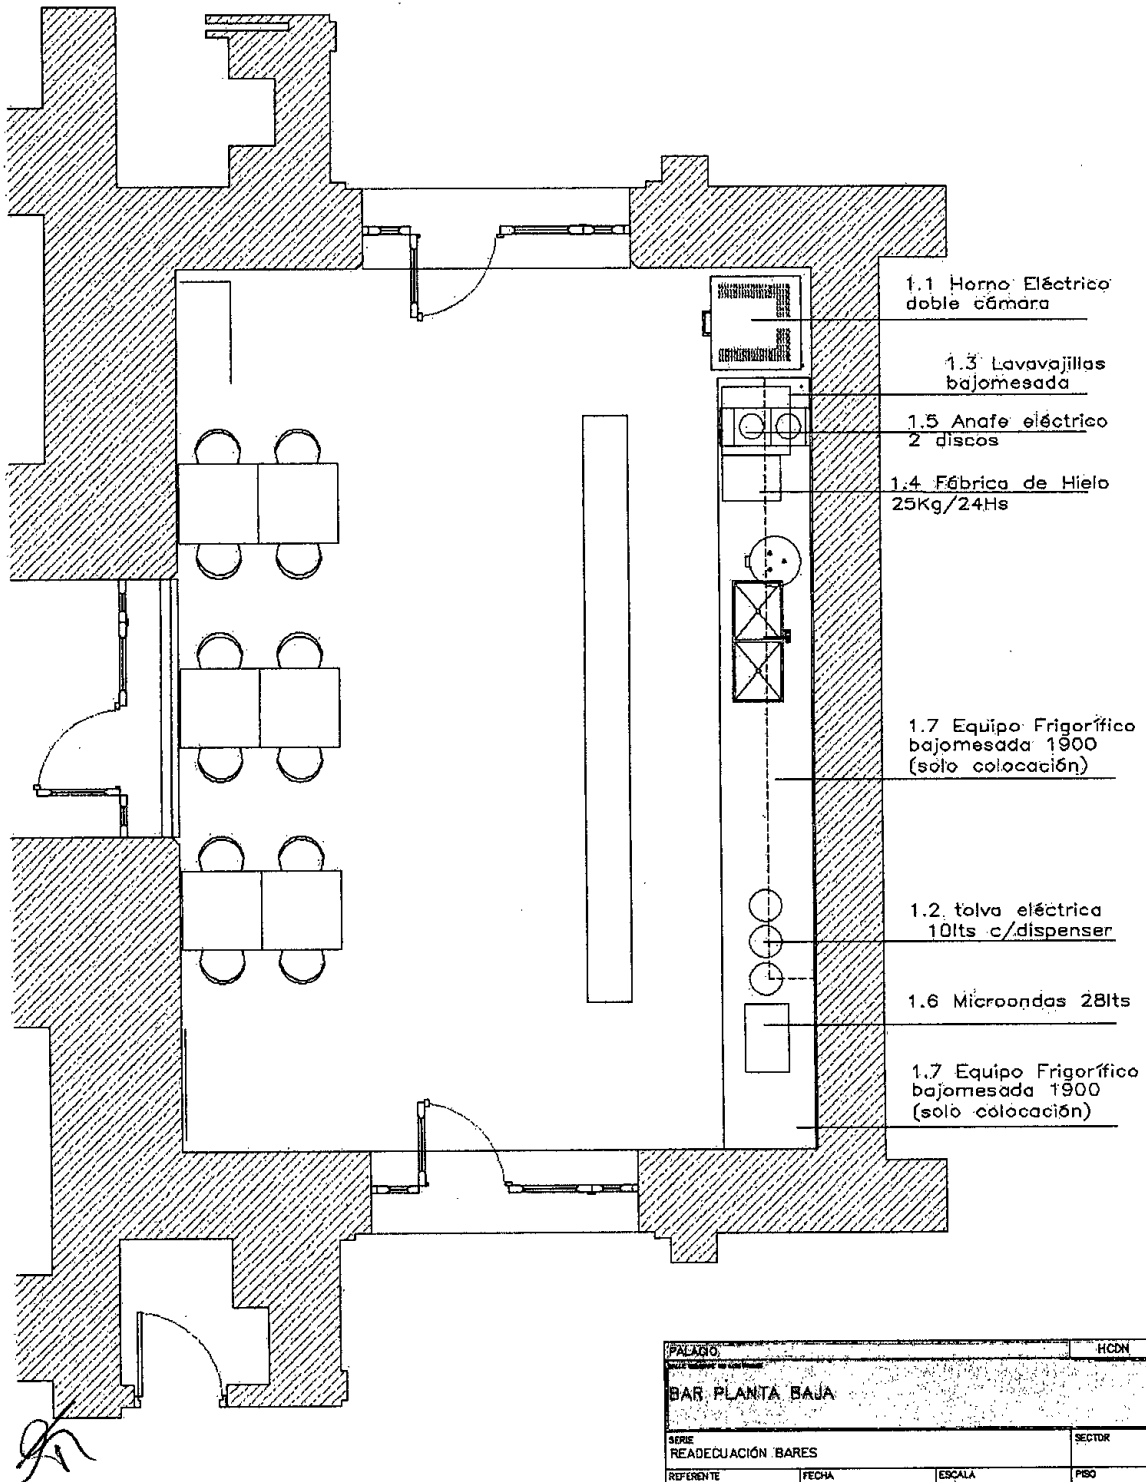 1.1 Horno Eléctrico
doble cámara
1.3 Lavavajillas
bajomesada
1.5 Anafe eléctrico
2 discos
1.4 Fábrica de Hielo
25Kg/24Hs
1.7 Equipo Frigorífico
bajomesada 1900
(solo colocación)
1.2. tolva eléctrica
10lts c/dispenser
1.6 Microondas 28lts
1.7 Equipo Frigorífico
bajomesada 1900
(solo colocación)
PALACIO
HCDN
BAR PLANTA BAJA
SERIE
SECTOR
READECUACIÓN BARES
REFERENTE
FECHA
ESCALA
PISO